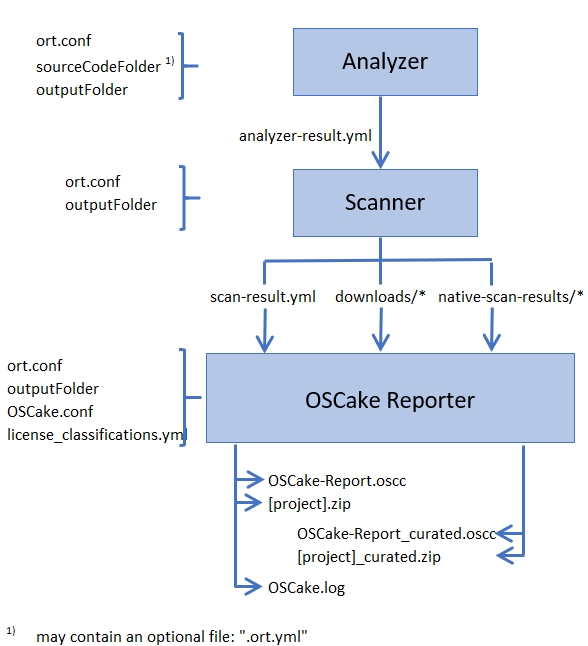 ort.conf
sourceCodeFolder 1)
outputFolder
Analyzer
analyzer-result.yml
ort.conf
outputFolder
Scanner
scan-result.yml
downloads/*
native-scan-results/*
ort.conf
outputFolder
OSCake.conf
license_classifications.yml
OSCake Reporter
OSCake-Report.oscc
[project].zip
OSCake-Report_curated.oscc
[project]_curated.zip
OSCake.log
1) may contain an optional file: ".ort.yml"